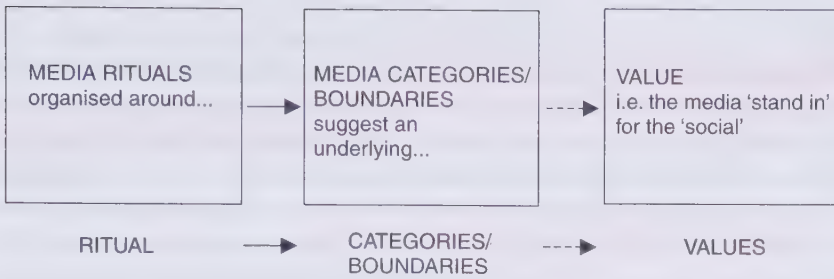 MEDIA RITUALS
organised around...
MEDIA CATEGORIES/
BOUNDARIES
suggest an
underlying...
VALUE
i.e. the media 'stand in'
for the 'social'
RITUAL
CATEGORIES/
BOUNDARIES
VALUES